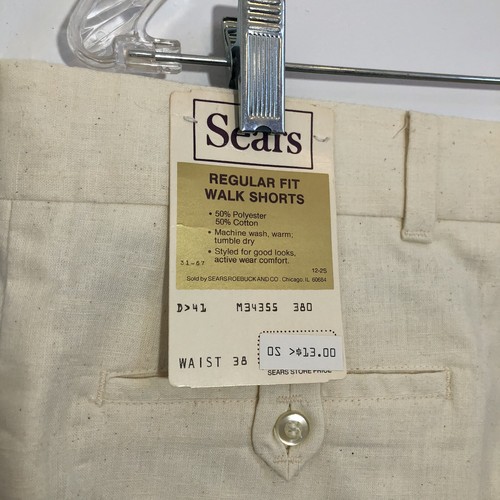 Sears
REGULAR FIT
WALK SHORTS
• 50% Polyester
50% Cotton
• Machine wash, warm;
tumble dry
• Styled for good looks,
active wear comfort.
31-67
12-2S
Sold by SEARS ROEBUCK AND CO Chicago, IL 60684
D>41 M34355 380
OS >$13.00
WAIST 38
SEARS STORE PRICE